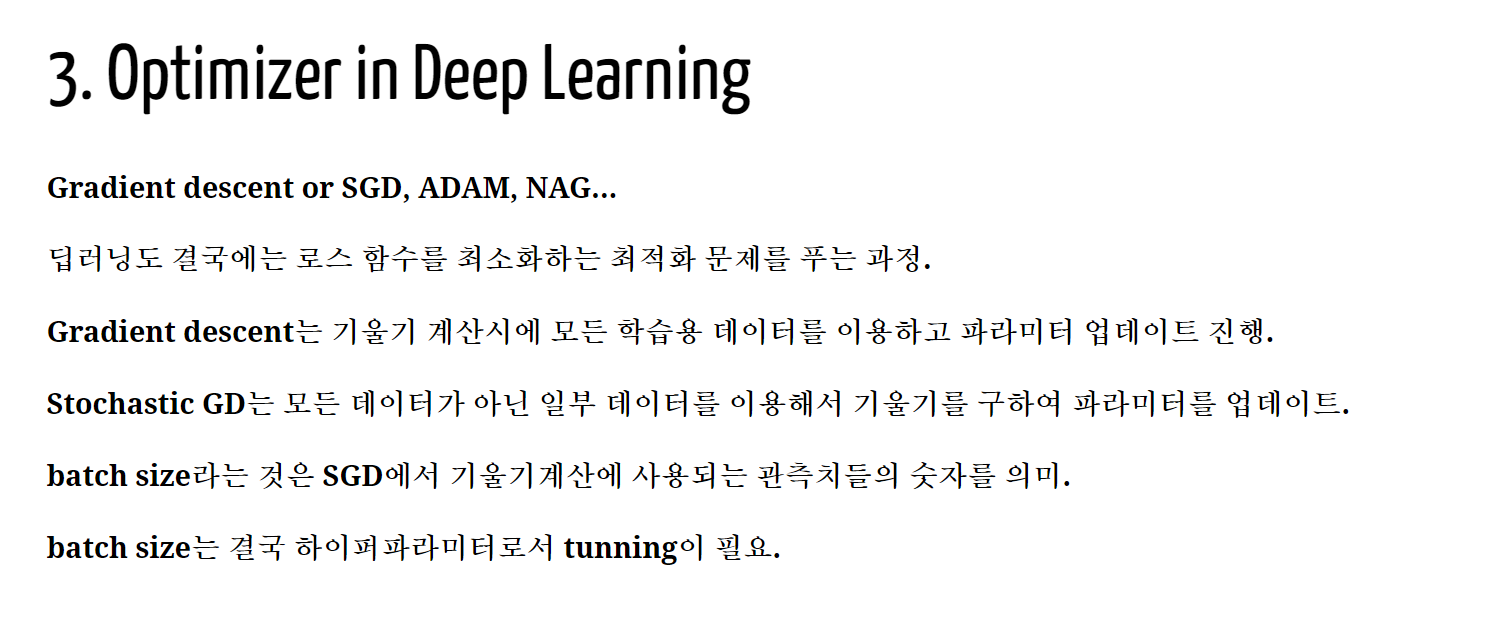 3. Optimizer in Deep Learning
Gradient descent or SGD, ADAM, NAG...
딥러닝도 결국에는 로스 함수를 최소화하는 최적화 문제를 푸는 과정.
Gradient descent는 기울기 계산시에 모든 학습용 데이터를 이용하고 파라미터 업데이트 진행.
Stochastic GD는 모든 데이터가 아닌 일부 데이터를 이용해서 기울기를 구하여 파라미터를 업데이트.
batch size라는 것은 SGD에서 기울기계산에 사용되는 관측치들의 숫자를 의미.
batch size는 결국 하이퍼파라미터로서 tunning이 필요.